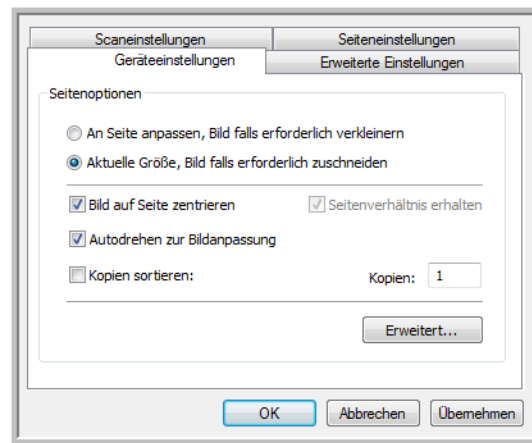 Scaneinstellungen Seiteneinstellungen
Geräteeinstellungen Erweiterte Einstellungen
Seitenoptionen
An Seite anpassen, Bild falls erforderlich verkleinern
Aktuelle Größe, Bild falls erforderlich zuschneiden
Bild auf Seite zentrieren Seitenverhältnis erhalten
Autodrehen zur Bildanpassung
Kopien sortieren: Kopien: 1
Erweitert...
OK Abbrechen Übernehmen